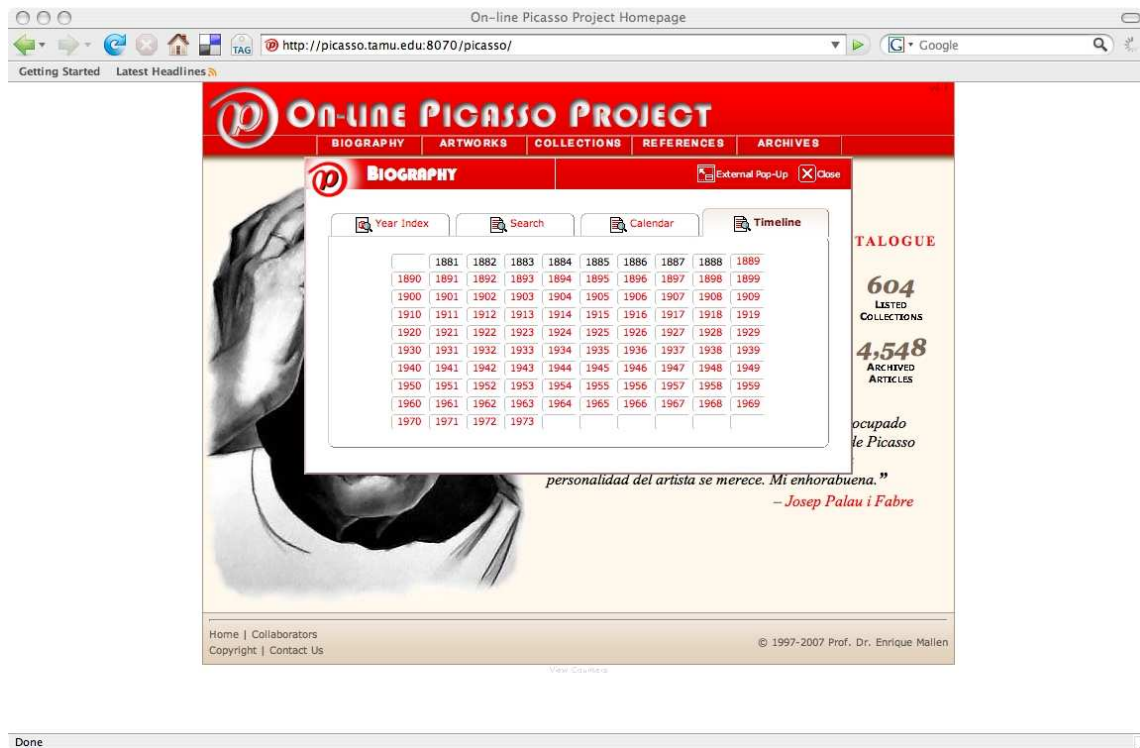 On-line Picasso Project Homepage
TAG http://picasso.tamu.edu:8070/picasso/ G Google
Getting Started Latest Headlines
p On-line Picasso Project
BIOGRAPHY ARTWORKS COLLECTIONS REFERENCES ARCHIVES
p Biography External Pop-Up Close
Year Index Search Calendar Timeline
1881 1882 1883 1884 1885 1886 1887 1888 1889
1890 1891 1892 1893 1894 1895 1896 1897 1898 1899
1900 1901 1902 1903 1904 1905 1906 1907 1908 1909
1910 1911 1912 1913 1914 1915 1916 1917 1918 1919
1920 1921 1922 1923 1924 1925 1926 1927 1928 1929
1930 1931 1932 1933 1934 1935 1936 1937 1938 1939
1940 1941 1942 1943 1944 1945 1946 1947 1948 1949
1950 1951 1952 1953 1954 1955 1956 1957 1958 1959
1960 1961 1962 1963 1964 1965 1966 1967 1968 1969
1970 1971 1972 1973
TALOGUE
604
Listed
Collections
4,548
Archived
Articles
ocupado
le Picasso
personalidad del artista se merece. Mi enhorabuena.”
– Josep Palau i Fabre
Home | Collaborators
Copyright | Contact Us
© 1997-2007 Prof. Dr. Enrique Mallen
View Counters
Done